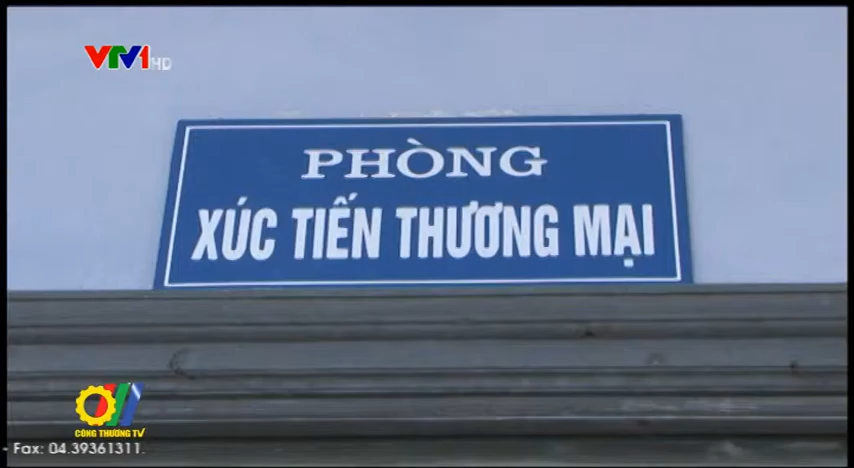 VTV1 HD
PHÒNG
XÚC TIẾN THƯƠNG MẠI
CÔNG THƯƠNG TV
- Fax: 04.39361311.